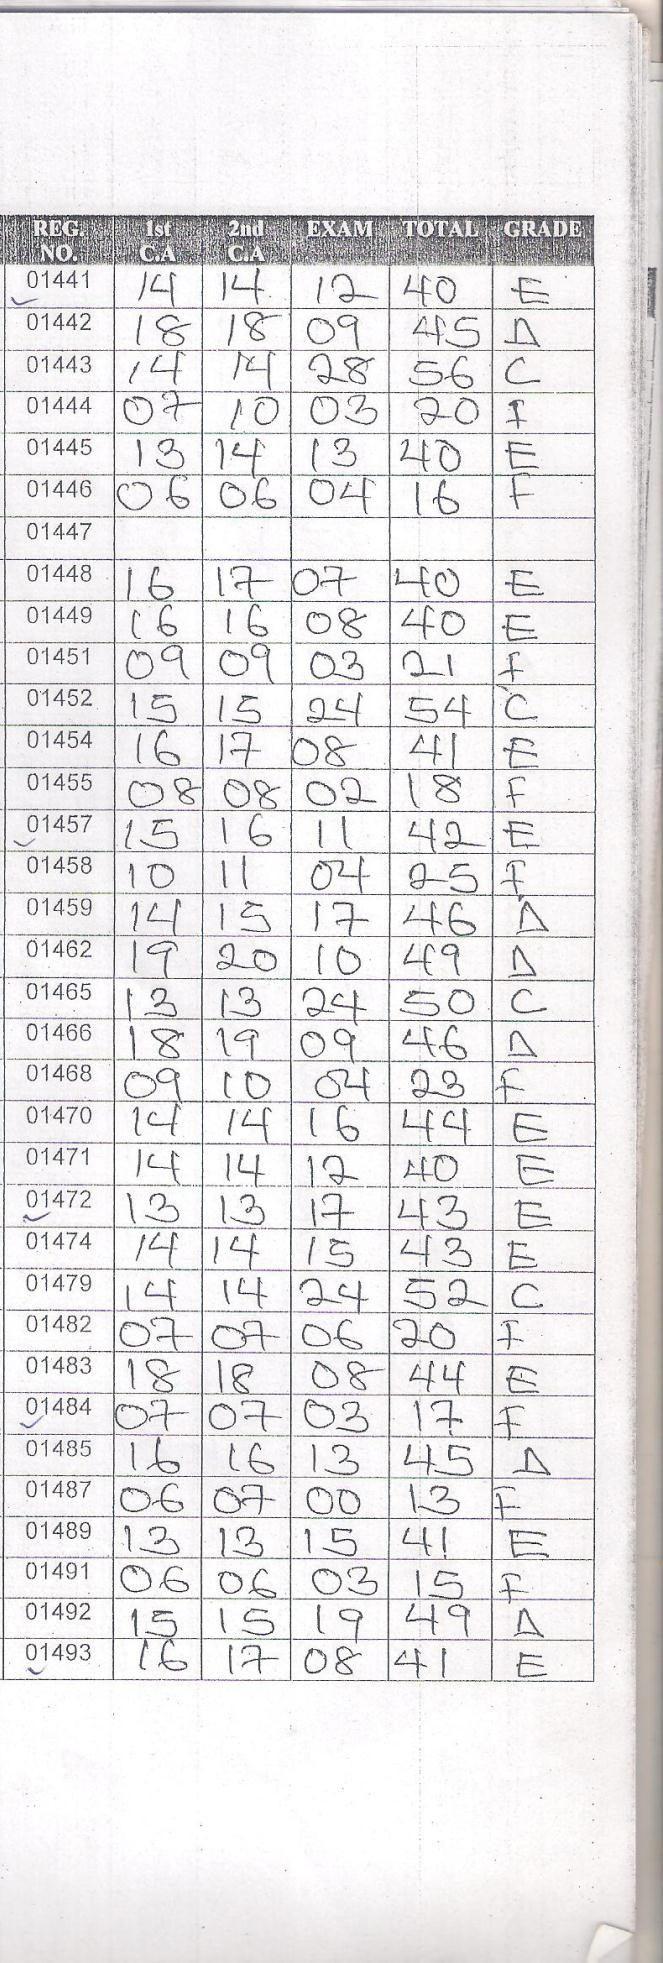 REG. NO. 1st C.A 2nd C.A EXAM TOTAL GRADE
01441 14 14 12 40 E
01442 18 18 09 45 D
01443 14 14 28 56 C
01444 07 10 03 20 F
01445 13 14 13 40 E
01446 06 06 04 16 F
01447
01448 16 17 07 40 E
01449 16 16 08 40 E
01451 09 09 03 21 F
01452 15 15 24 54 C
01454 16 17 08 41 E
01455 08 08 02 18 F
01457 15 16 11 42 E
01458 10 11 04 25 F
01459 14 15 17 46 D
01462 19 20 10 49 D
01465 13 13 24 50 C
01466 18 19 09 46 D
01468 09 10 04 23 F
01470 14 14 16 44 E
01471 14 14 12 40 E
01472 13 13 17 43 E
01474 14 14 15 43 E
01479 14 14 24 52 C
01482 07 07 06 20 F
01483 18 18 08 44 E
01484 07 07 03 17 F
01485 16 16 13 45 D
01487 06 07 00 13 F
01489 13 13 15 41 E
01491 06 06 03 15 F
01492 15 15 19 49 D
01493 16 17 08 41 E